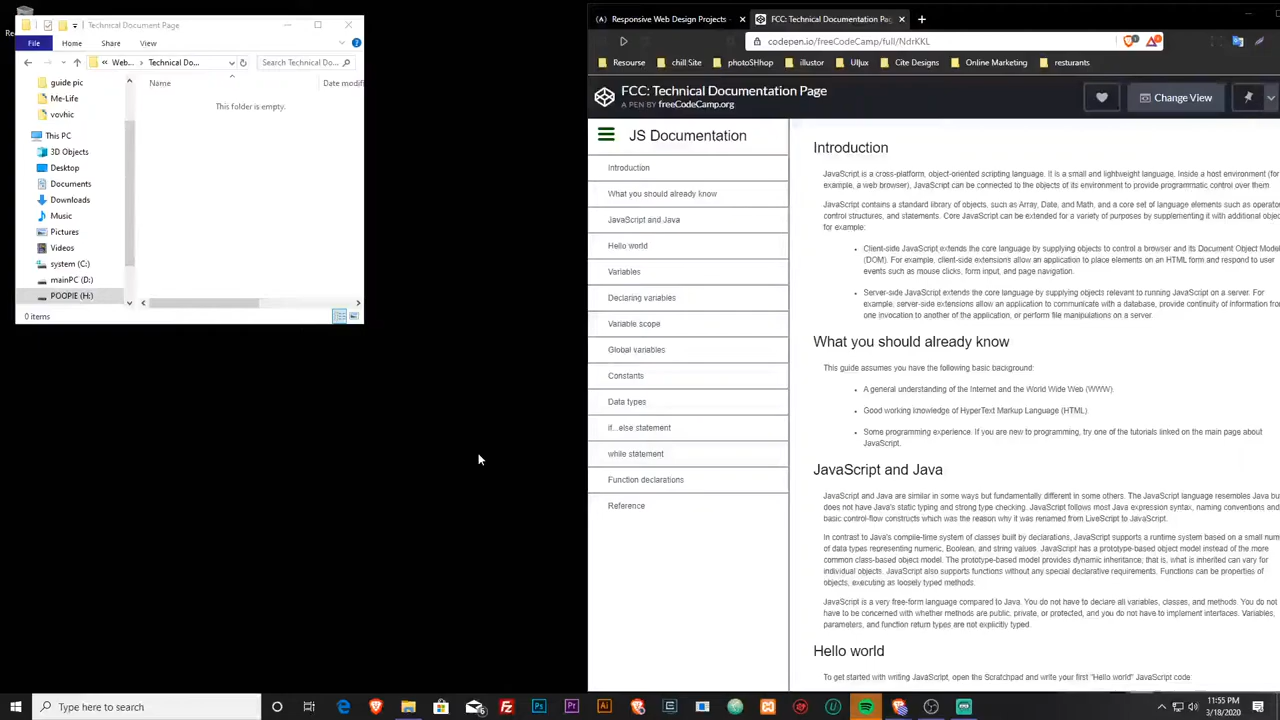 Technical Document Page
File
Home
Share
View
Web...
Technical Do...
Search Technical Do...
Name
Date modif
This folder is empty.
guide pic
Me-Life
vovhic
This PC
3D Objects
Desktop
Documents
Downloads
Music
Pictures
Videos
system (C:)
mainPC (D:)
POOPIE (H:)
0 items
Responsive Web Design Projects -
FCC: Technical Documentation Pag
codepen.io/freeCodeCamp/full/NdrKKL
Resourse
chill Site
photoSHhop
illustor
UI|ux
Cite Designs
Online Marketing
resturants
FCC: Technical Documentation Page
A PEN BY freeCodeCamp.org
Change View
JS Documentation
Introduction
What you should already know
JavaScript and Java
Hello world
Variables
Declaring variables
Variable scope
Global variables
Constants
Data types
if...else statement
while statement
Function declarations
Reference
Introduction
JavaScript is a cross-platform, object-oriented scripting language. It is a small and lightweight language. Inside a host environment (for
example, a web browser), JavaScript can be connected to the objects of its environment to provide programmatic control over them
JavaScript contains a standard library of objects, such as Array, Date, and Math, and a core set of language elements such as operator
control structures, and statements. Core JavaScript can be extended for a variety of purposes by supplementing it with additional objec
for example:
• Client-side JavaScript extends the core language by supplying objects to control a browser and its Document Object Model
(DOM). For example, client-side extensions allow an application to place elements on an HTML form and respond to user
events such as mouse clicks, form input, and page navigation.
• Server-side JavaScript extends the core language by supplying objects relevant to running JavaScript on a server. For
example, server-side extensions allow an application to communicate with a database, provide continuity of information from
one invocation to another of the application, or perform file manipulations on a server.
What you should already know
This guide assumes you have the following basic background:
• A general understanding of the Internet and the World Wide Web (WWW).
• Good working knowledge of HyperText Markup Language (HTML).
• Some programming experience. If you are new to programming, try one of the tutorials linked on the main page about
JavaScript.
JavaScript and Java
JavaScript and Java are similar in some ways but fundamentally different in some others. The JavaScript language resembles Java but
does not have Java's static typing and strong type checking. JavaScript follows most Java expression syntax, naming conventions and
basic control-flow constructs which was the reason why it was renamed from LiveScript to JavaScript.
In contrast to Java's compile-time system of classes built by declarations, JavaScript supports a runtime system based on a small num
of data types representing numeric, Boolean, and string values. JavaScript has a prototype-based object model instead of the more
common class-based object model. The prototype-based model provides dynamic inheritance; that is, what is inherited can vary for
individual objects. JavaScript also supports functions without any special declarative requirements. Functions can be properties of
objects, executing as loosely typed methods.
JavaScript is a very free-form language compared to Java. You do not have to declare all variables, classes, and methods. You do not
have to be concerned with whether methods are public, private, or protected, and you do not have to implement interfaces. Variables,
parameters, and function return types are not explicitly typed.
Hello world
To get started with writing JavaScript, open the Scratchpad and write your first "Hello world" JavaScript code:
Type here to search
11:55 PM
3/18/2020